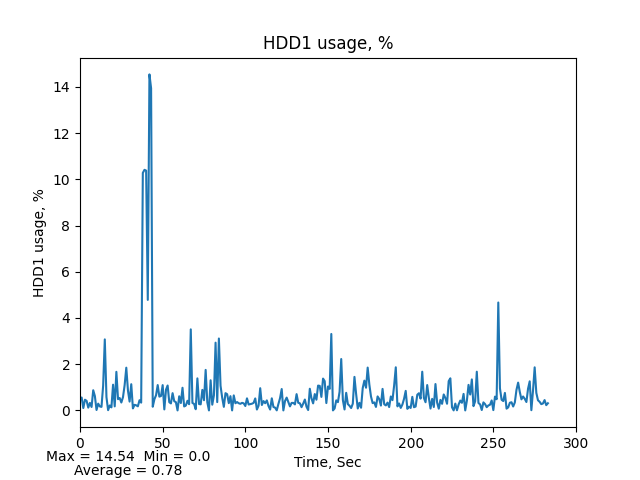 HDD1 usage, %
HDD1 usage, %
14
12
10
8
6
4
2
0
0 50 100 150 200 250 300
Time, Sec
Max = 14.54 Min = 0.0
Average = 0.78